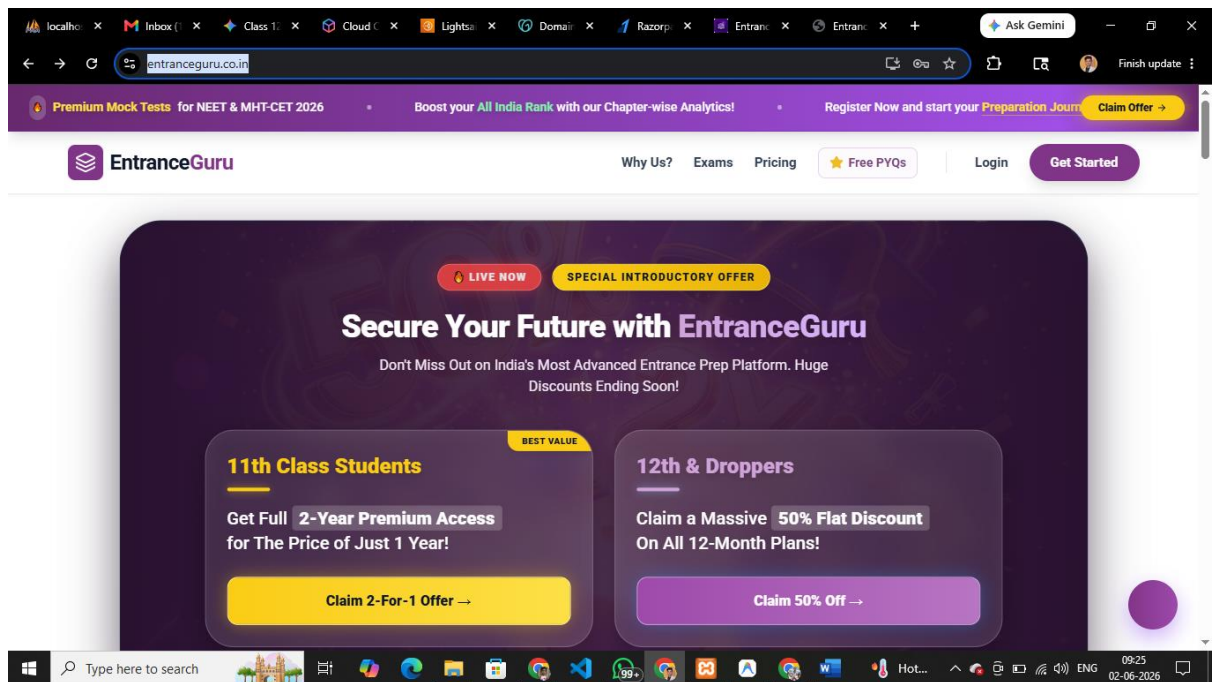 localho
Inbox (1
Class 12
Cloud C
Lightsa
Domain
Razorp
Entranc
Entranc
Ask Gemini
entranceguru.co.in
Finish update
Premium Mock Tests for NEET & MHT-CET 2026
Boost your All India Rank with our Chapter-wise Analytics!
Register Now and start your Preparation Journ
Claim Offer →
EntranceGuru
Why Us?
Exams
Pricing
Free PYQs
Login
Get Started
LIVE NOW
SPECIAL INTRODUCTORY OFFER
Secure Your Future with EntranceGuru
Don't Miss Out on India's Most Advanced Entrance Prep Platform. Huge
Discounts Ending Soon!
BEST VALUE
11th Class Students
Get Full 2-Year Premium Access
for The Price of Just 1 Year!
Claim 2-For-1 Offer →
12th & Droppers
Claim a Massive 50% Flat Discount
On All 12-Month Plans!
Claim 50% Off →
Type here to search
99+
Hot...
ENG
09:25
02-06-2026